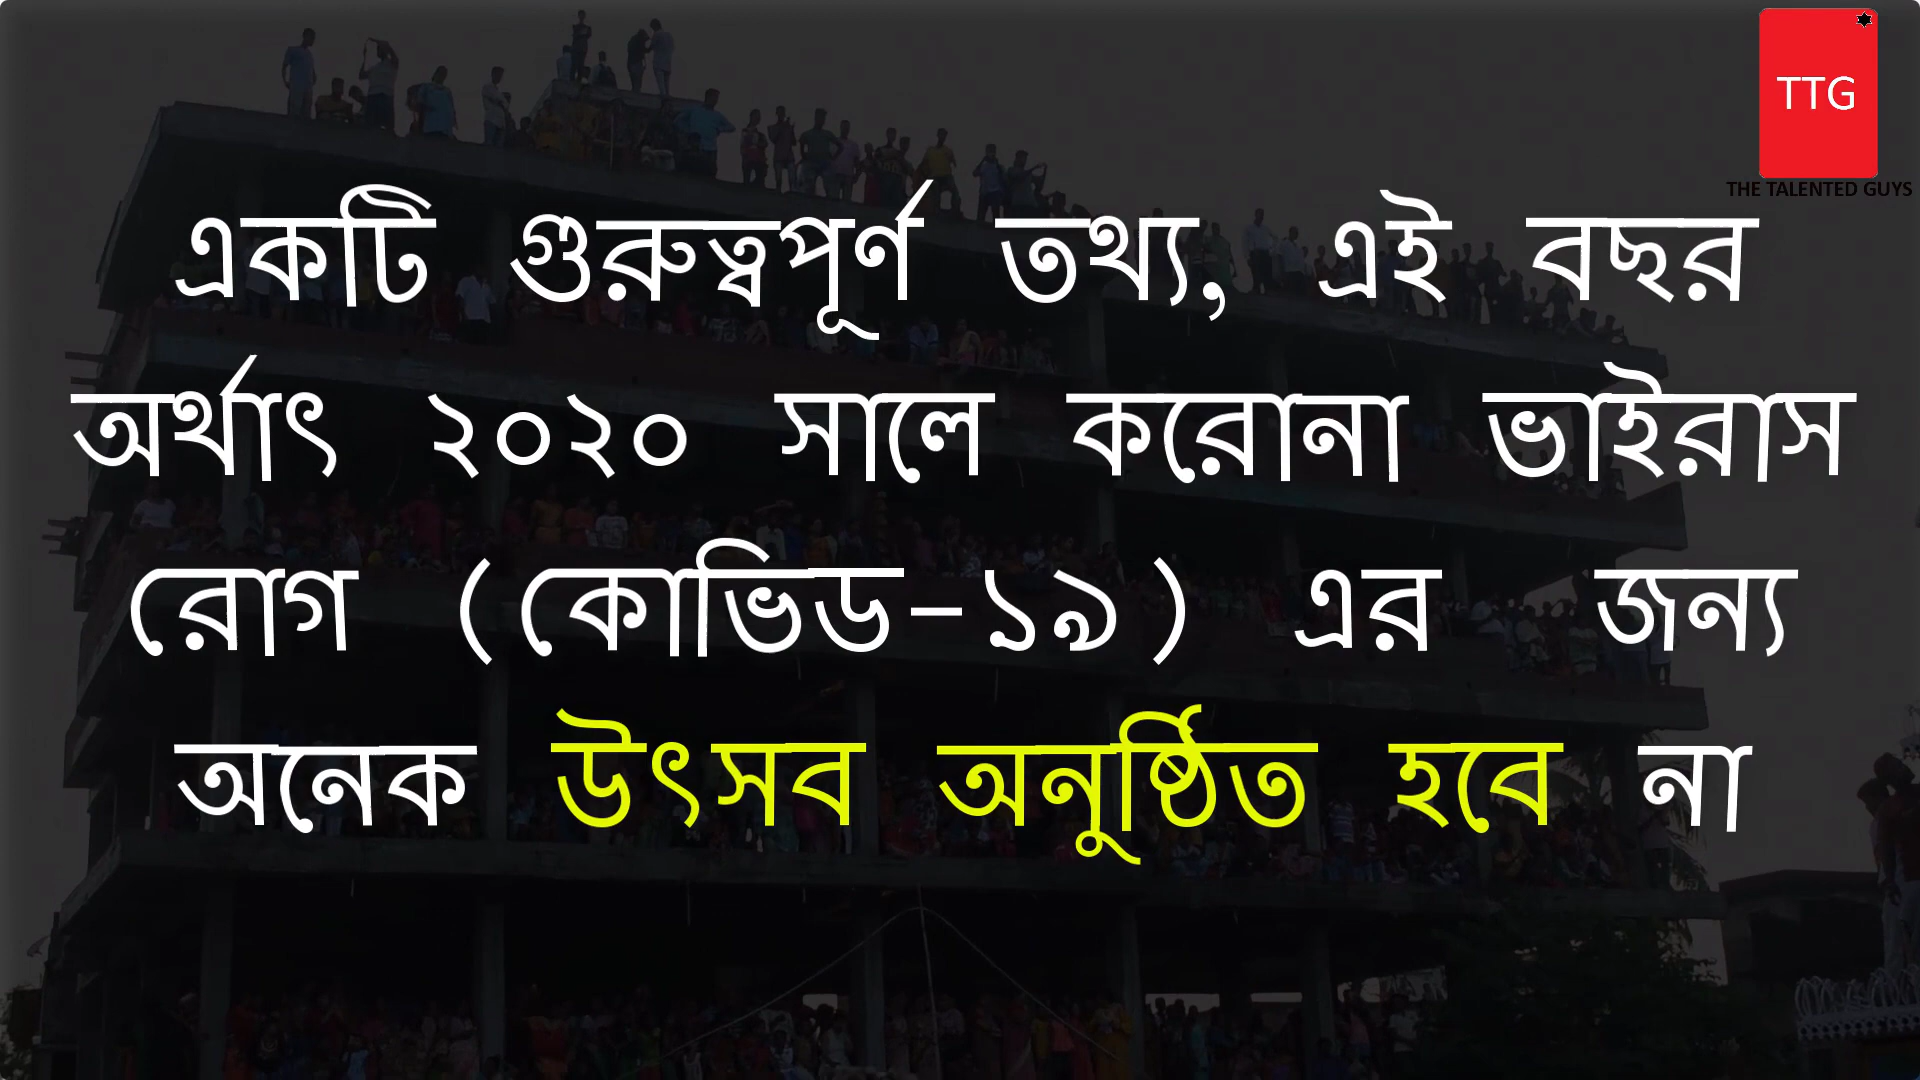 TTG
THE TALENTED GUYS
একটি গুরুত্বপূর্ণ তথ্য, এই বছর
অর্থাৎ ২০২০ সালে করোনা ভাইরাস
রোগ (কোভিড-১৯) এর জন্য
অনেক উৎসব অনুষ্ঠিত হবে না